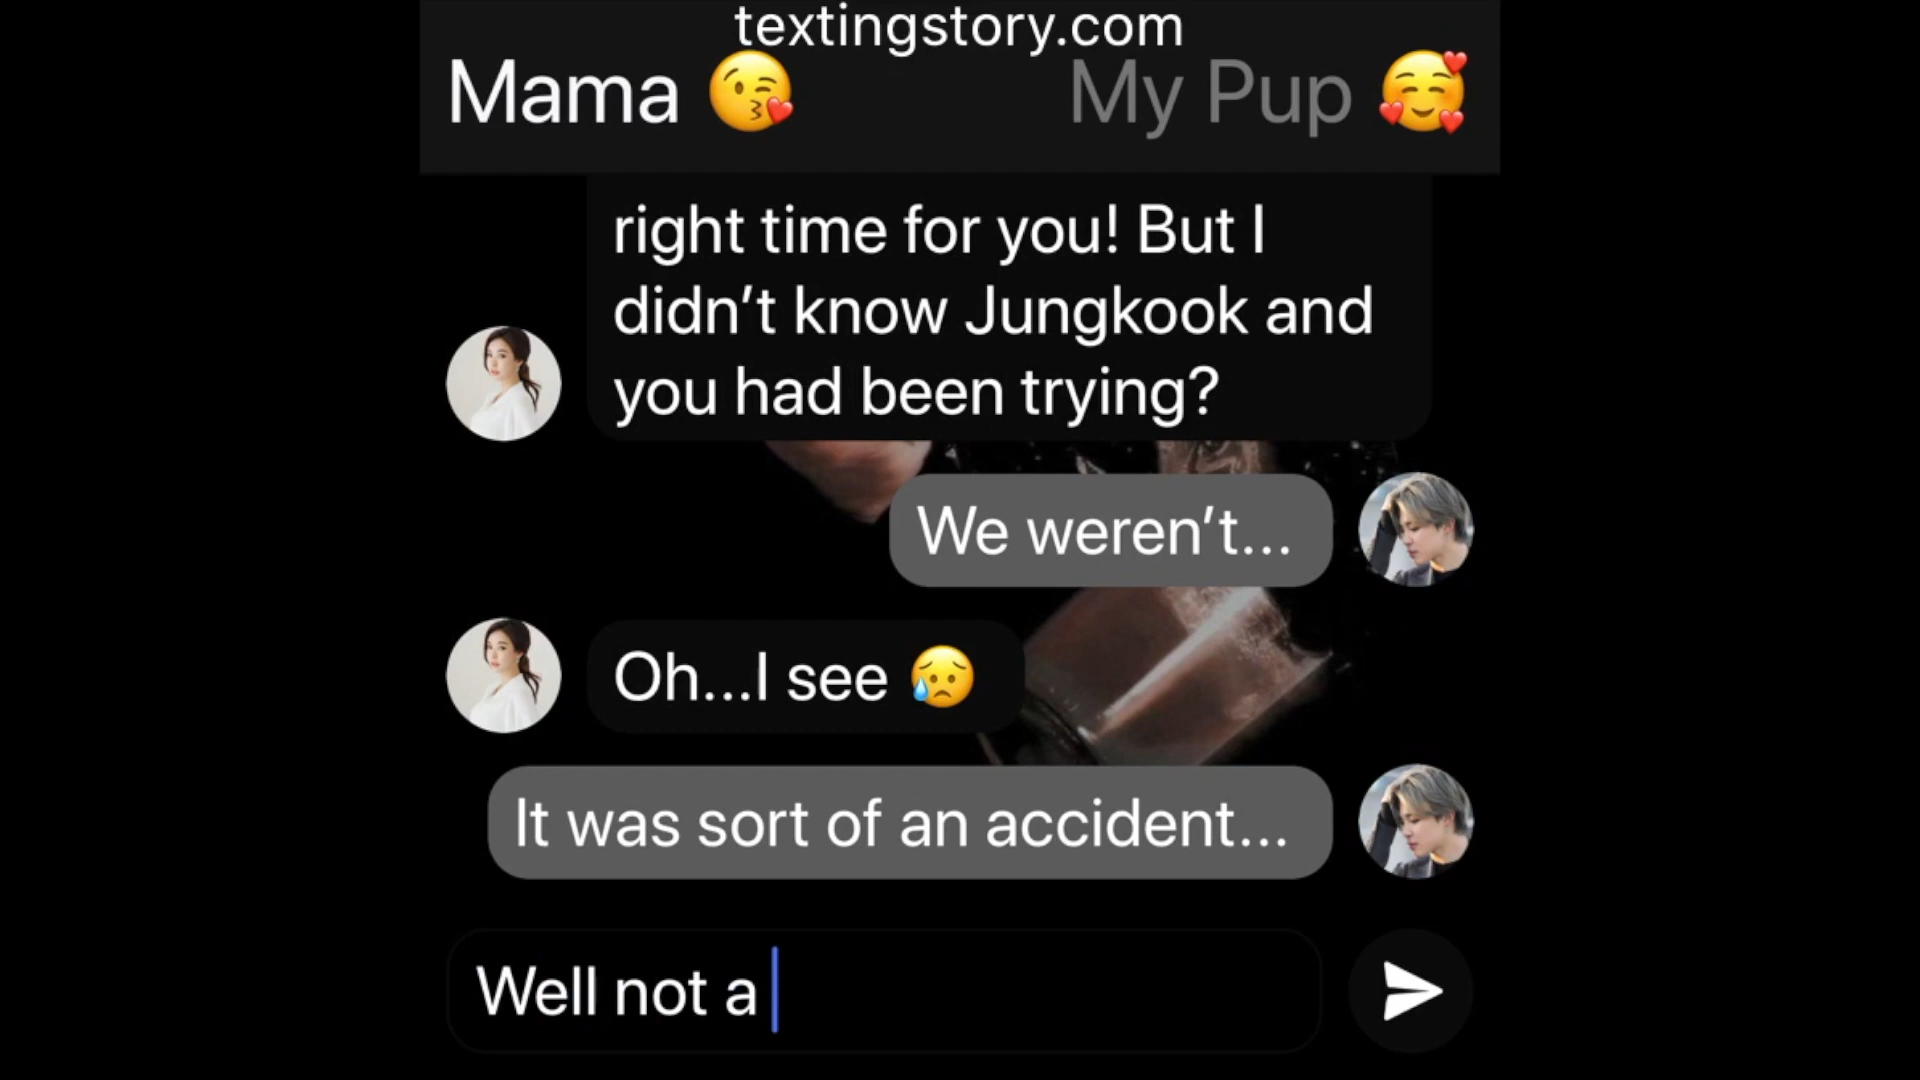 textingstory.com
Mama 😘 My Pup 🥰
right time for you! But I
didn’t know Jungkook and
you had been trying?
We weren’t...
Oh...I see 😥
It was sort of an accident...
Well not a